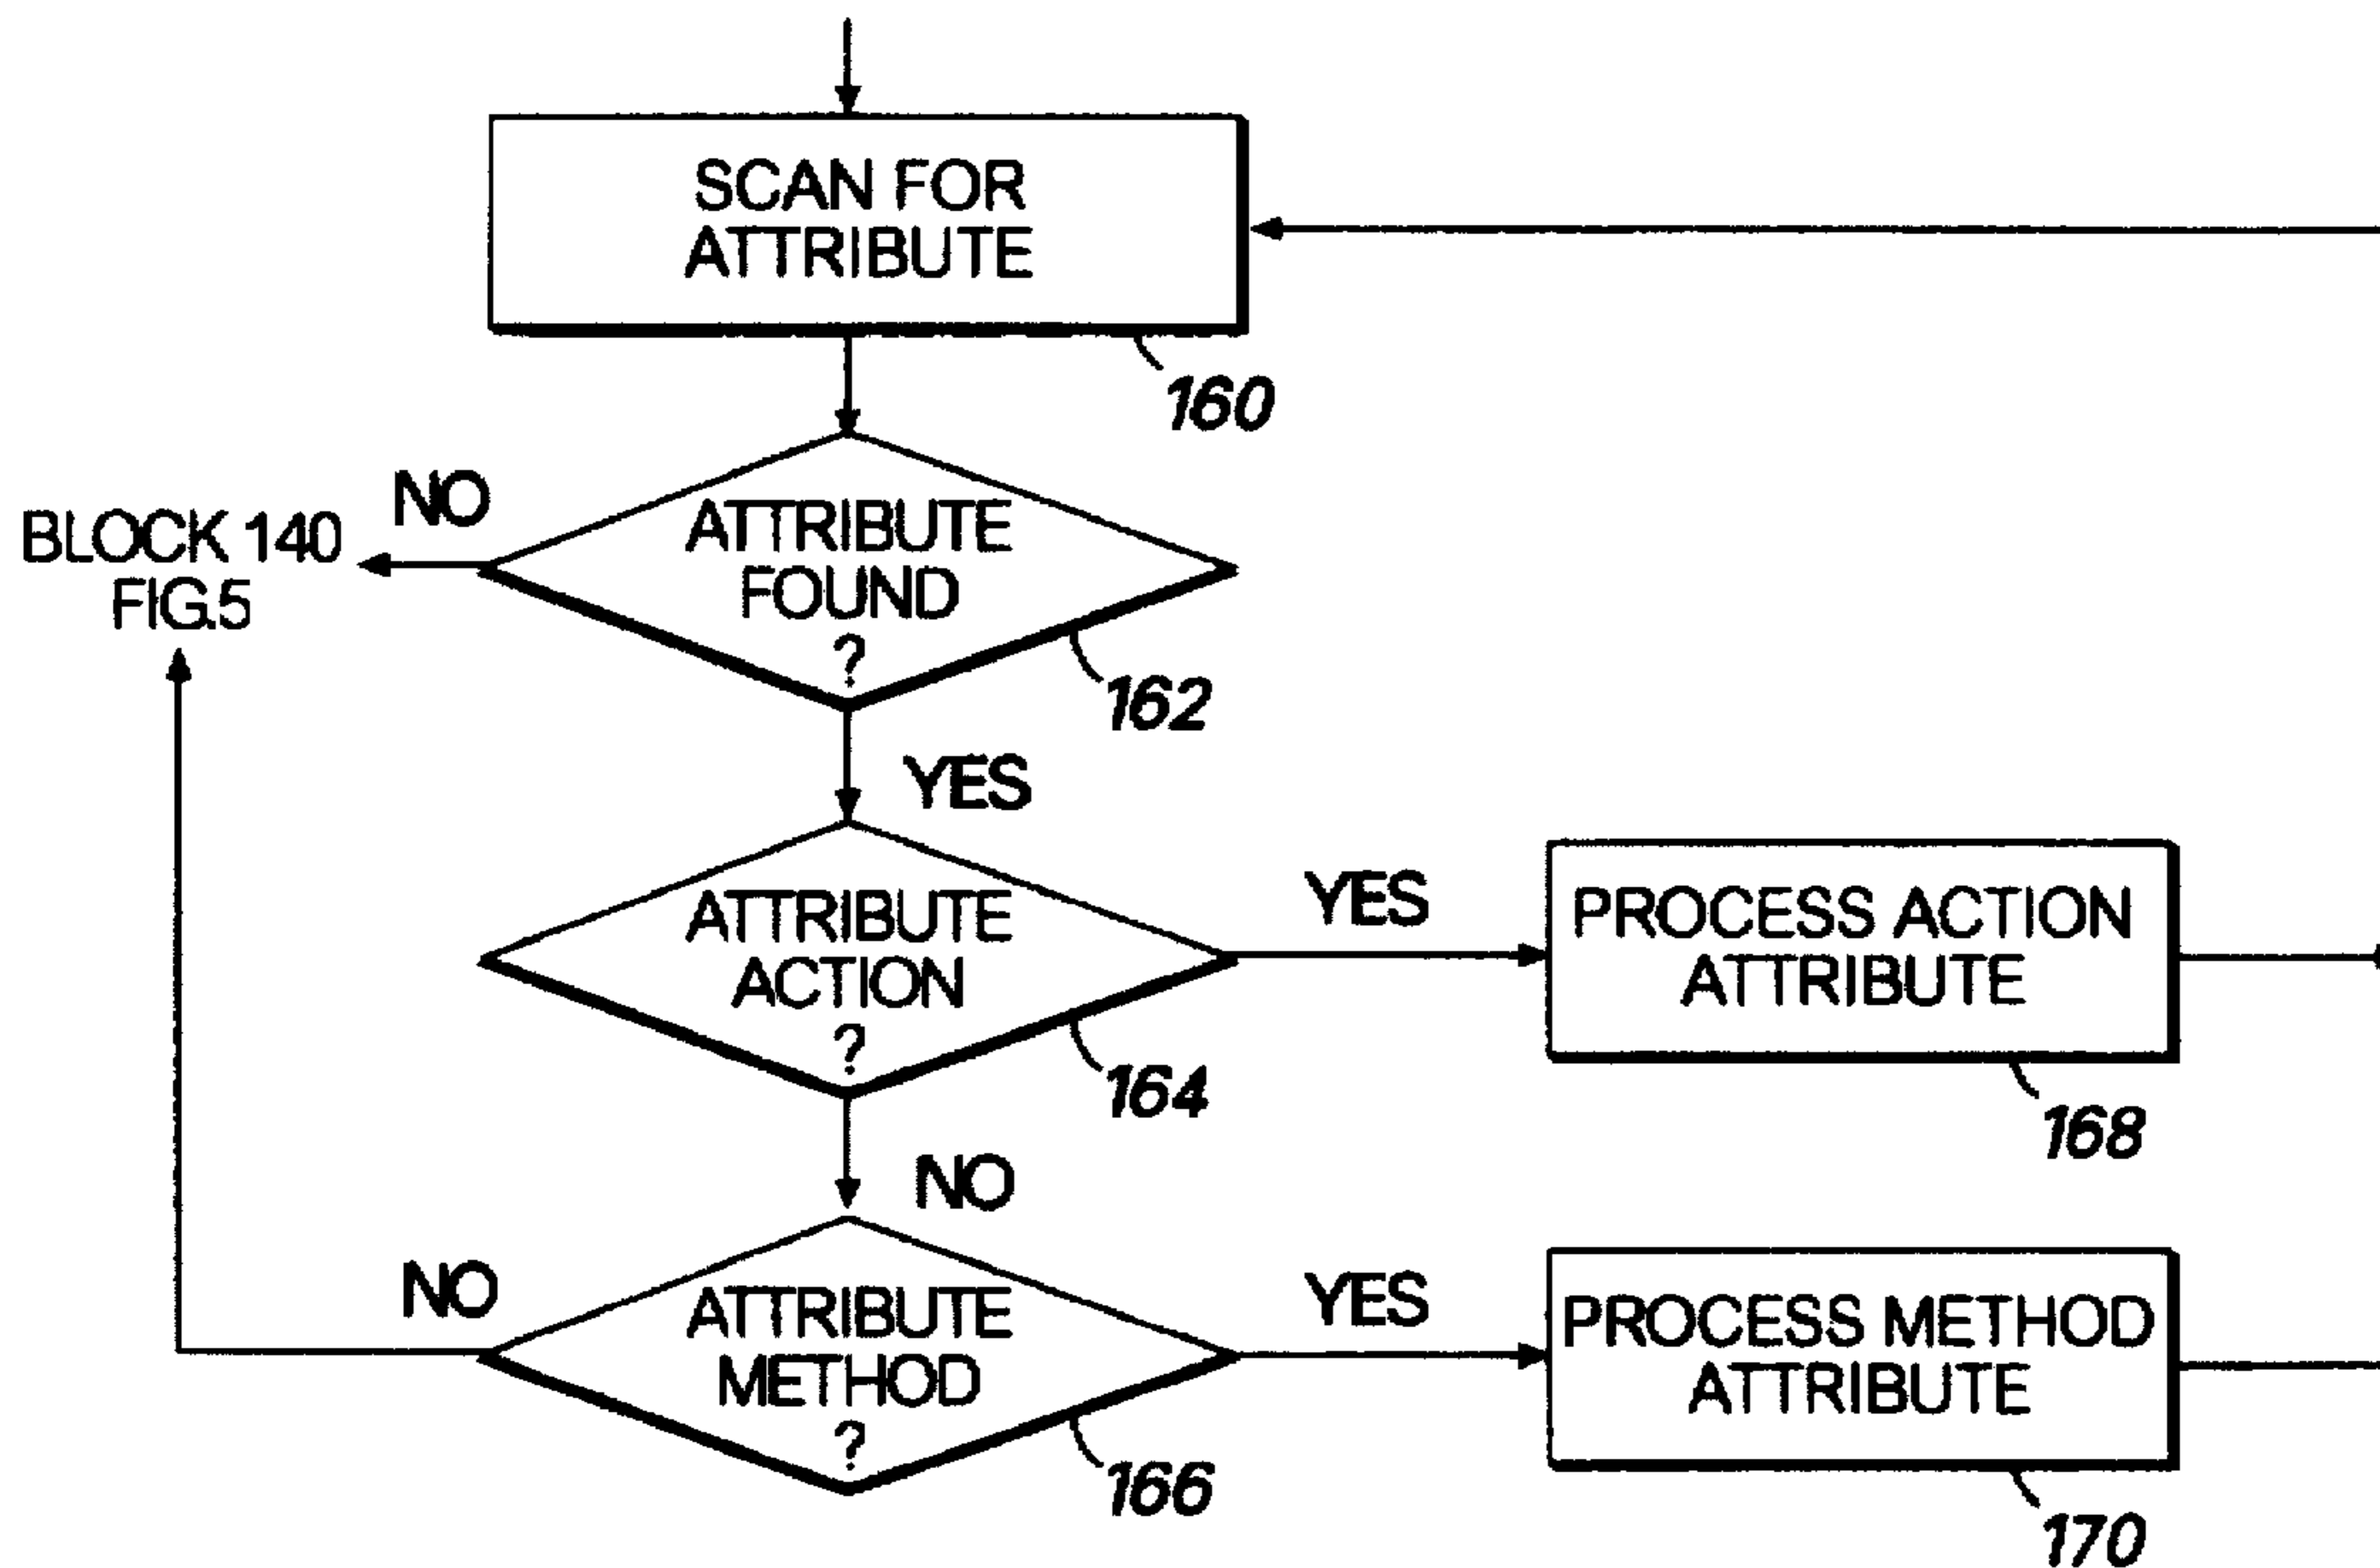 SCAN FOR
ATTRIBUTE
160
NO
BLOCK 140
FIG.5
ATTRIBUTE
FOUND
?
162
YES
ATTRIBUTE
ACTION
?
164
YES
PROCESS ACTION
ATTRIBUTE
168
NO
NO
ATTRIBUTE
METHOD
?
166
YES
PROCESS METHOD
ATTRIBUTE
170